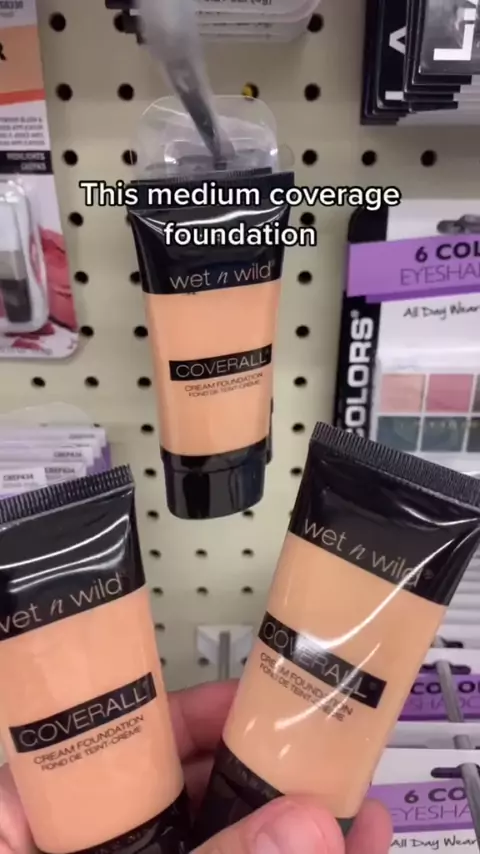 This medium coverage
foundation
wet n wild®
COVERALL
CREAM FOUNDATION
FOND DE TEINT-CRÈME
wet n wild®
COVERALL
CREAM FOUNDATION
FOND DE TEINT-CRÈME
wet n wild®
COVERALL
CREAM FOUNDATION
FOND DE TEINT-CRÈME
6 COL
EYESHA
All Day Wear
COLORS
6 CO
EYESHA
All Day Wear